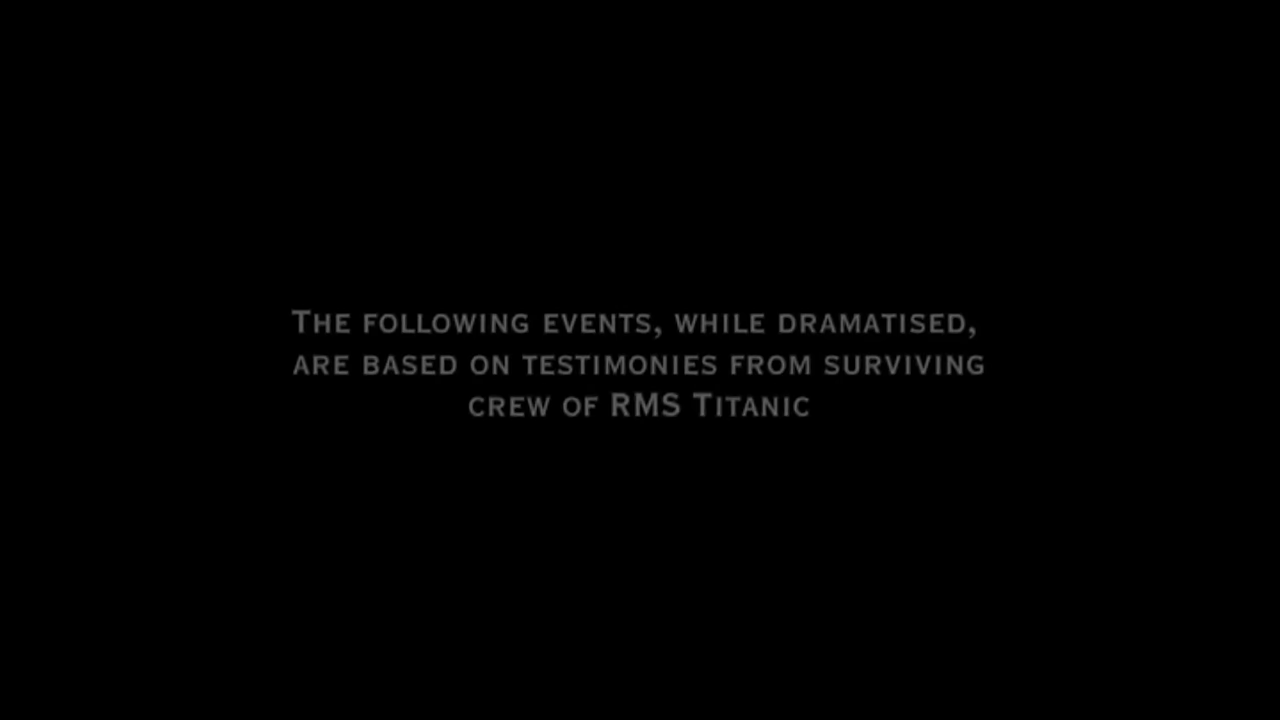 The following events, while dramatised,
are based on testimonies from surviving
crew of RMS Titanic